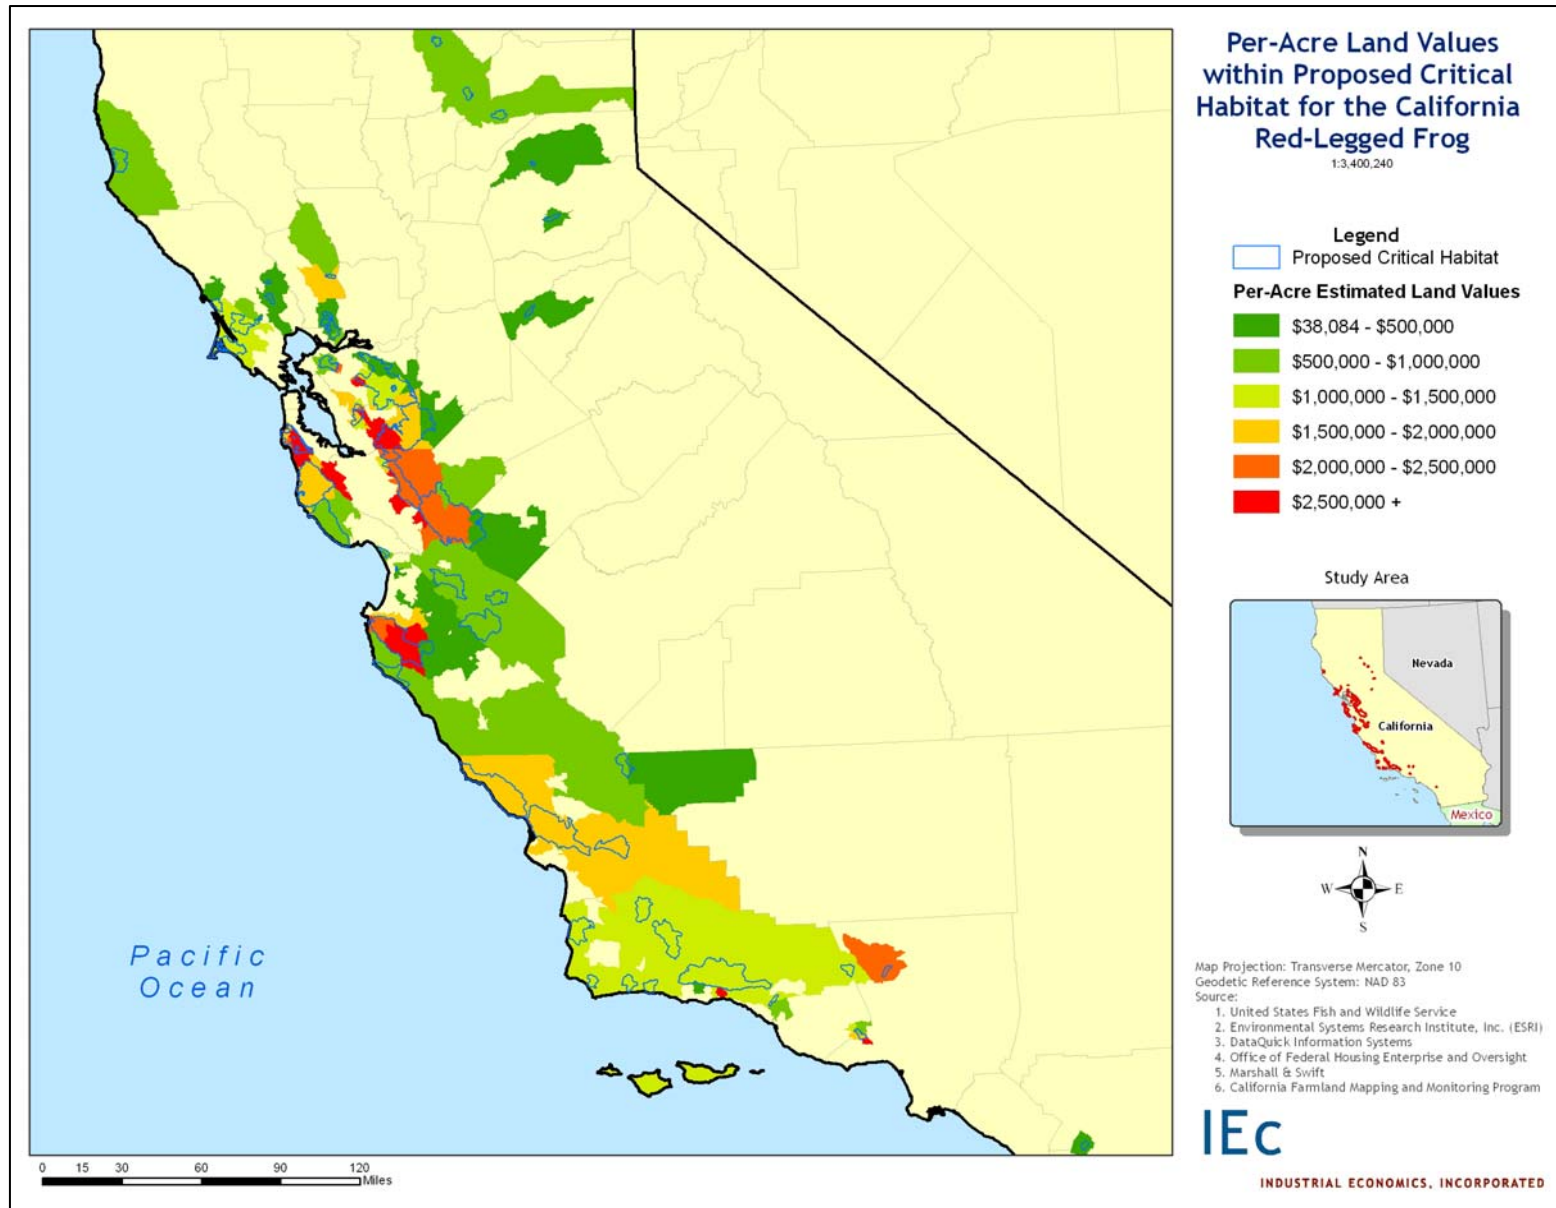 Per-Acre Land Values
within Proposed Critical
Habitat for the California
Red-Legged Frog
1:3,400,240
Legend
Proposed Critical Habitat
Per-Acre Estimated Land Values
$38,084 - $500,000
$500,000 - $1,000,000
$1,000,000 - $1,500,000
$1,500,000 - $2,000,000
$2,000,000 - $2,500,000
$2,500,000 +
Study Area
Nevada
California
Mexico
N
W E
S
Pacific
Ocean
Map Projection: Transverse Mercator, Zone 10
Geodetic Reference System: NAD 83
Source:
1. United States Fish and Wildlife Service
2. Environmental Systems Research Institute, Inc. (ESRI)
3. DataQuick Information Systems
4. Office of Federal Housing Enterprise and Oversight
5. Marshall & Swift
6. California Farmland Mapping and Monitoring Program
IEc
INDUSTRIAL ECONOMICS, INCORPORATED
0 15 30 60 90 120
Miles